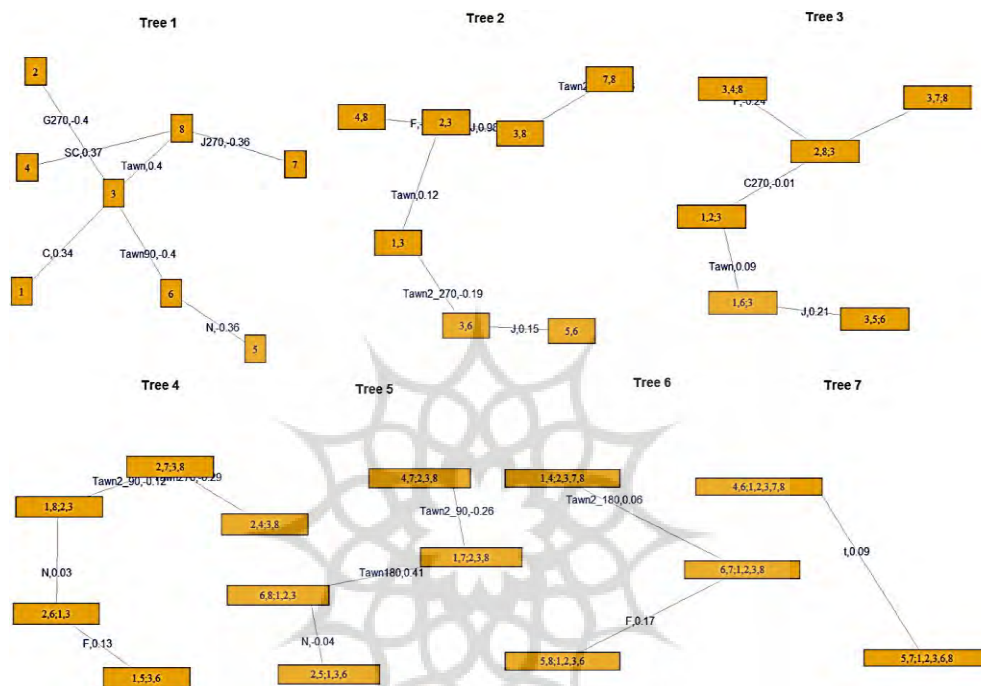 Tree 1
2
G270,-0.4
8
SC,0.37
J270,-0.36
4
Tawn,0.4
7
3
C,0.34
Tawn90,-0.4
1
6
N,-0.36
5
Tree 2
7,8
4,8
2,3
3,8
Tawn,0.12
1,3
Tawn2_270,-0.19
3,6
J,0.15
5,6
Tree 3
3,4;8
F,-0.24
3,7;8
2,8;3
C270,-0.01
1,2;3
Tawn,0.09
1,6;3
J,0.21
3,5;6
Tree 4
2,7;3,8
Tawn2_90,-0.12
1,8;2,3
2,4;3,8
N,0.03
2,6;1,3
F,0.13
1,5;3,6
Tree 5
4,7;2,3,8
Tawn2_90,-0.26
1,7;2,3,8
Tawn180,0.41
6,8;1,2,3
N,-0.04
2,5;1,3,6
Tree 6
1,4;2,3,7,8
Tawn2_180,0.06
6,7;1,2,3,8
F,0.17
5,8;1,2,3,6
Tree 7
4,6;1,2,3,7,8
t,0.09
5,7;1,2,3,6,8